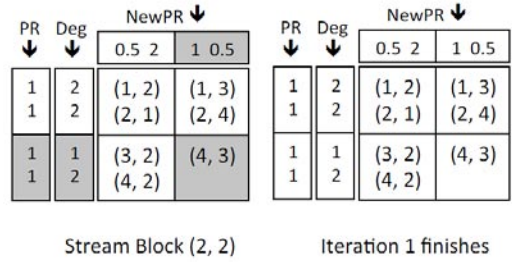 NewPR 🡇
PR Deg
0.5 2 1 0.5
1 2 (1, 2) (1, 3)
1 2 (2, 1) (2, 4)
1 1 (3, 2) (4, 3)
1 2 (4, 2)
Stream Block (2, 2)
NewPR 🡇
PR Deg
0.5 2 1 0.5
1 2 (1, 2) (1, 3)
1 2 (2, 1) (2, 4)
1 1 (3, 2) (4, 3)
1 2 (4, 2)
Iteration 1 finishes